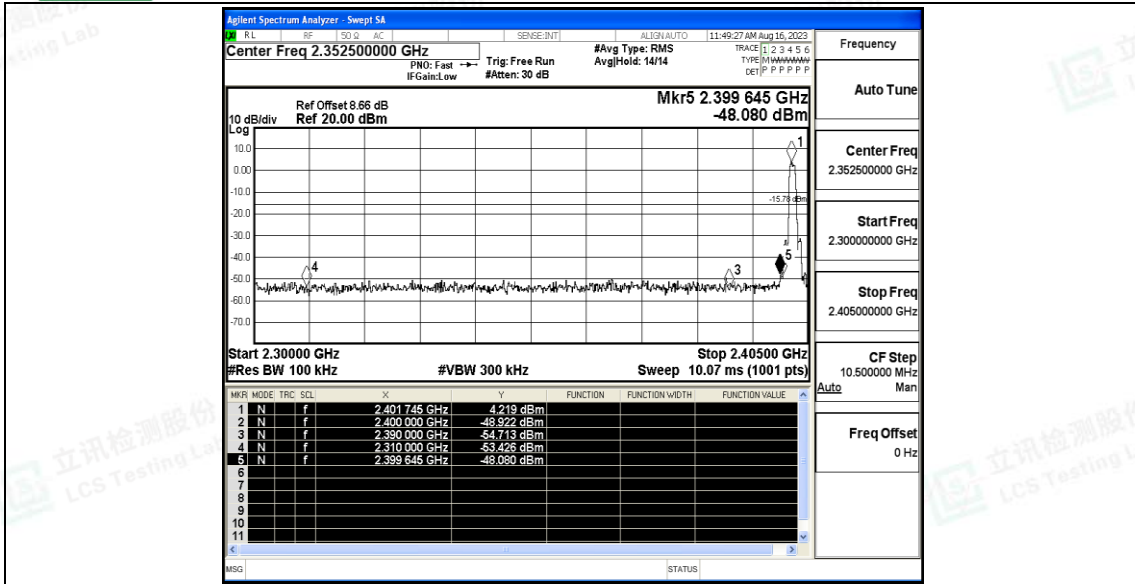 Agilent Spectrum Analyzer - Swept SA
LXI RL RF 50 Ω AC SENSE:INT ALIGNAUTO 11:49:27 AM Aug 16, 2023
Center Freq 2.352500000 GHz
PNO: Fast
IFGain:Low
Trig: Free Run
#Atten: 30 dB
#Avg Type: RMS
Avg|Hold: 14/14
TRACE 1 2 3 4 5 6
TYPE M WWWWW
DET P P P P P P
Mkr5 2.399 645 GHz
-48.080 dBm
Ref Offset 8.66 dB
10 dB/div Ref 20.00 dBm
Log
10.0
0.00
-10.0
-20.0
-30.0
-40.0
-50.0
-60.0
-70.0
1
-15.78 dBm
5
4
3
Start 2.30000 GHz Stop 2.40500 GHz
#Res BW 100 kHz #VBW 300 kHz Sweep 10.07 ms (1001 pts)
MKR MODE TRC SCL X Y FUNCTION FUNCTION WIDTH FUNCTION VALUE
1 N f 2.401 745 GHz 4.219 dBm
2 N f 2.400 000 GHz -48.922 dBm
3 N f 2.390 000 GHz -54.713 dBm
4 N f 2.310 000 GHz -53.426 dBm
5 N f 2.399 645 GHz -48.080 dBm
6
7
8
9
10
11
MSG STATUS
Frequency
Auto Tune
Center Freq
2.352500000 GHz
Start Freq
2.300000000 GHz
Stop Freq
2.405000000 GHz
CF Step
10.500000 MHz
Auto Man
Freq Offset
0 Hz
立讯检测股份
LCS Testing Lab
立讯检测股份
LCS Testing L